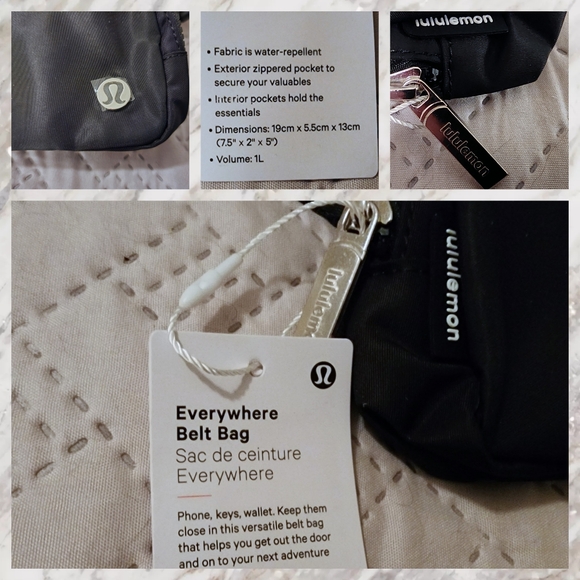 • Fabric is water-repellent
• Exterior zippered pocket to
secure your valuables
• Interior pockets hold the
essentials
• Dimensions: 19cm x 5.5cm x 13cm
(7.5" x 2" x 5")
• Volume: 1L
lululemon
lululemon
lululemon
lululemon
Everywhere
Belt Bag
Sac de ceinture
Everywhere
Phone, keys, wallet. Keep them
close in this versatile belt bag
that helps you get out the door
and on to your next adventure